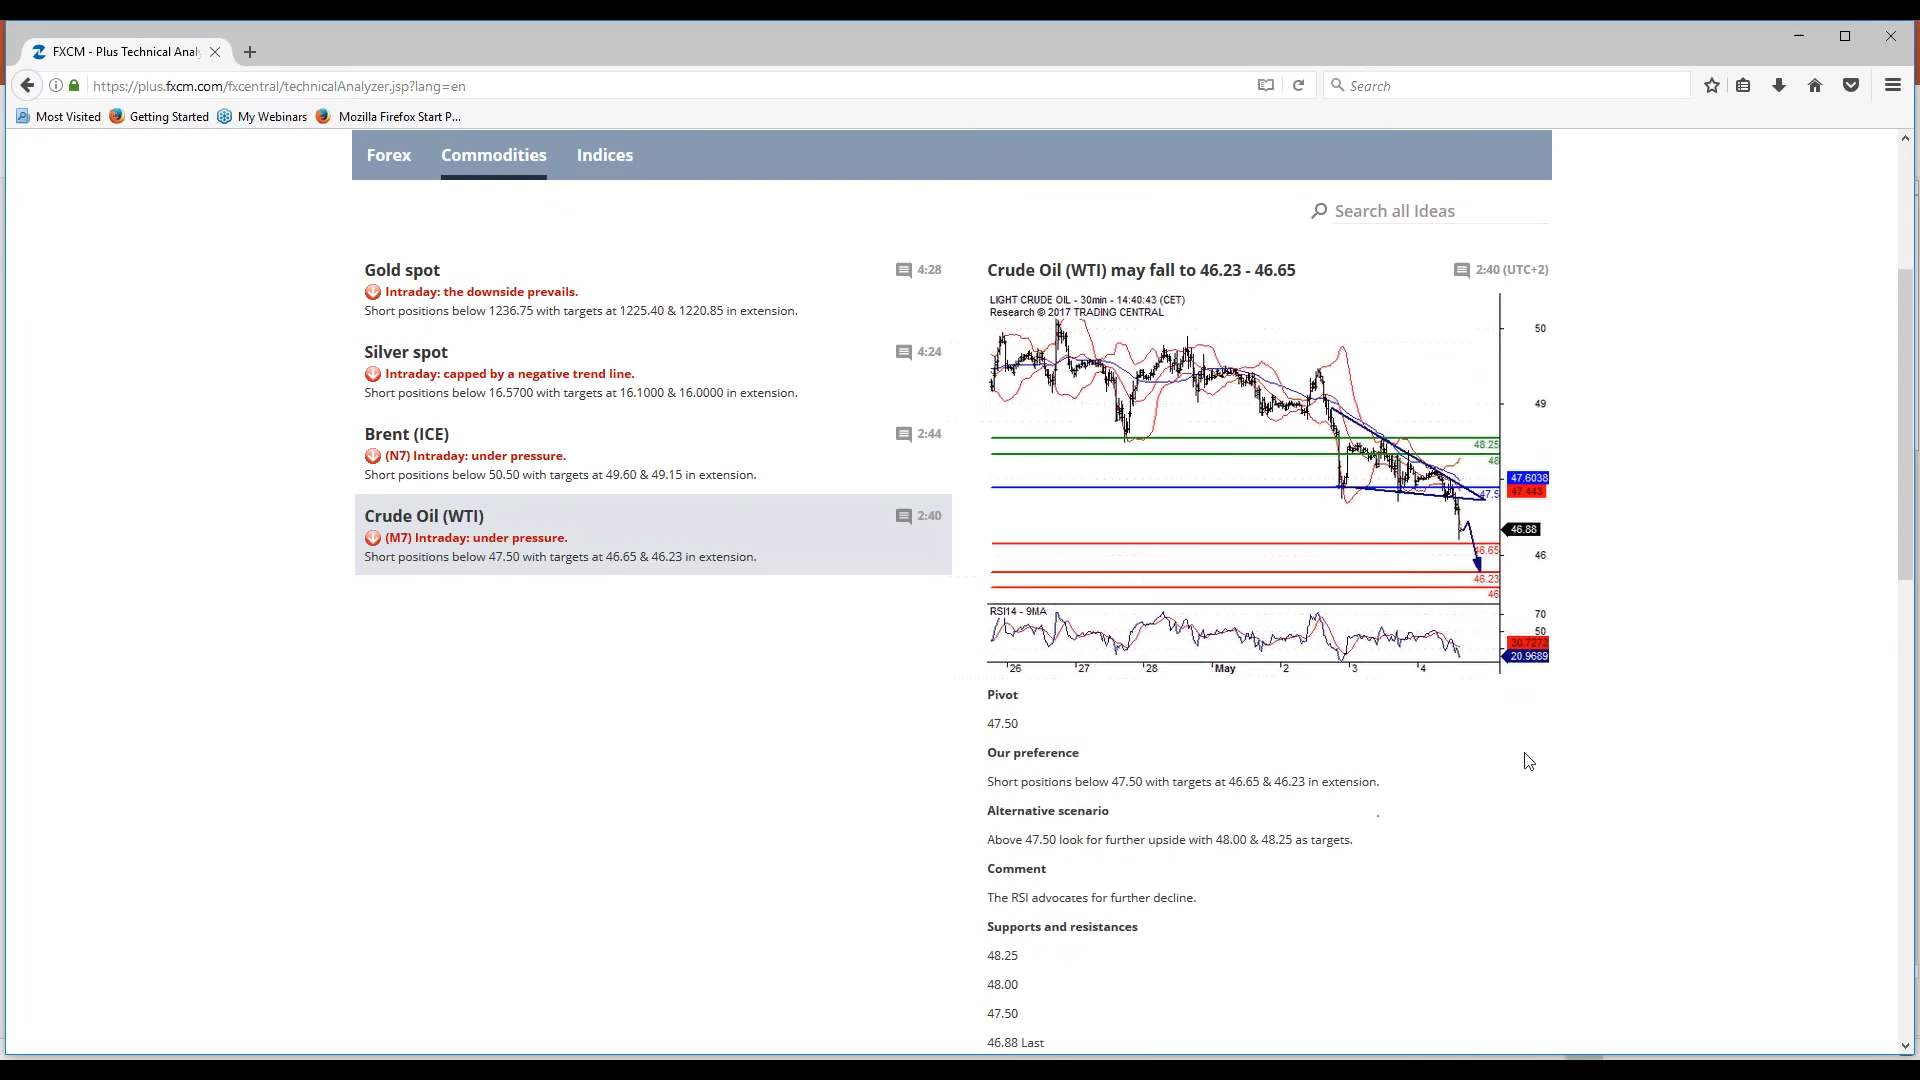 FXCM - Plus Technical Anal
https://plus.fxcm.com/fxcentral/technicalAnalyzer.jsp?lang=en
Search
Most Visited
Getting Started
My Webinars
Mozilla Firefox Start P...
Forex
Commodities
Indices
Search all Ideas
Gold spot
4:28
Intraday: the downside prevails.
Short positions below 1236.75 with targets at 1225.40 & 1220.85 in extension.
Silver spot
4:24
Intraday: capped by a negative trend line.
Short positions below 16.5700 with targets at 16.1000 & 16.0000 in extension.
Brent (ICE)
2:44
(N7) Intraday: under pressure.
Short positions below 50.50 with targets at 49.60 & 49.15 in extension.
Crude Oil (WTI)
2:40
(M7) Intraday: under pressure.
Short positions below 47.50 with targets at 46.65 & 46.23 in extension.
Crude Oil (WTI) may fall to 46.23 - 46.65
2:40 (UTC+2)
LIGHT CRUDE OIL - 30min - 14:40:43 (CET)
Research © 2017 TRADING CENTRAL
50
49
48.25
48
47.6038
47.443
47.5
46.88
46.65
46
46.23
46
RSI14 - 9MA
70
50
30.7272
20.9689
26
27
28
May
2
3
4
Pivot
47.50
Our preference
Short positions below 47.50 with targets at 46.65 & 46.23 in extension.
Alternative scenario
Above 47.50 look for further upside with 48.00 & 48.25 as targets.
Comment
The RSI advocates for further decline.
Supports and resistances
48.25
48.00
47.50
46.88 Last